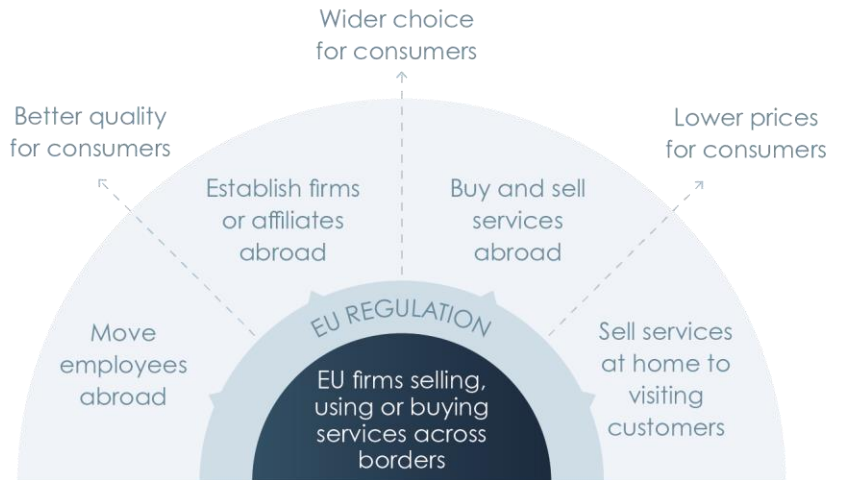 Wider choice
for consumers
Better quality
for consumers
Lower prices
for consumers
Establish firms
or affiliates
abroad
Buy and sell
services
abroad
Move
employees
abroad
Sell services
at home to
visiting
customers
EU REGULATION
EU firms selling,
using or buying
services across
borders